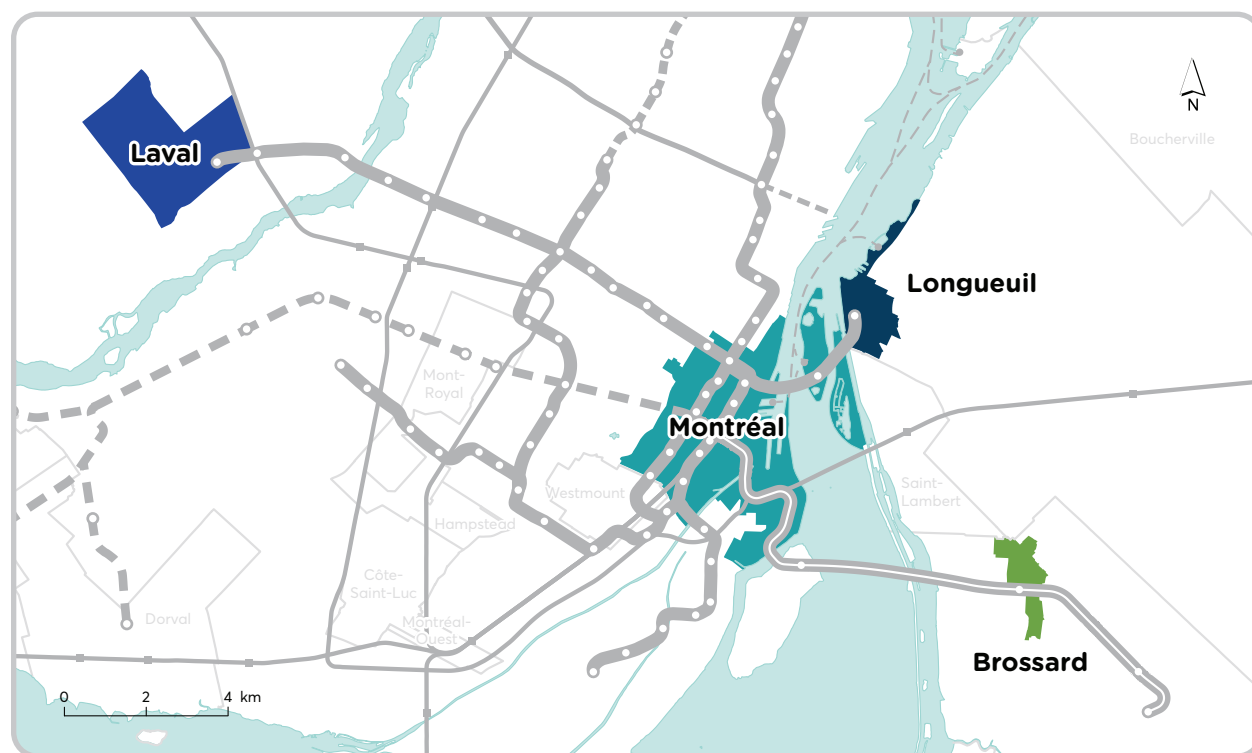 N
Boucherville
Laval
Longueuil
Mont-
Royal
Montréal
Westmount
Saint-
Lambert
Hampstead
Côte-
Saint-Luc
Dorval
Montréal-
Ouest
Brossard
0 2 4 km